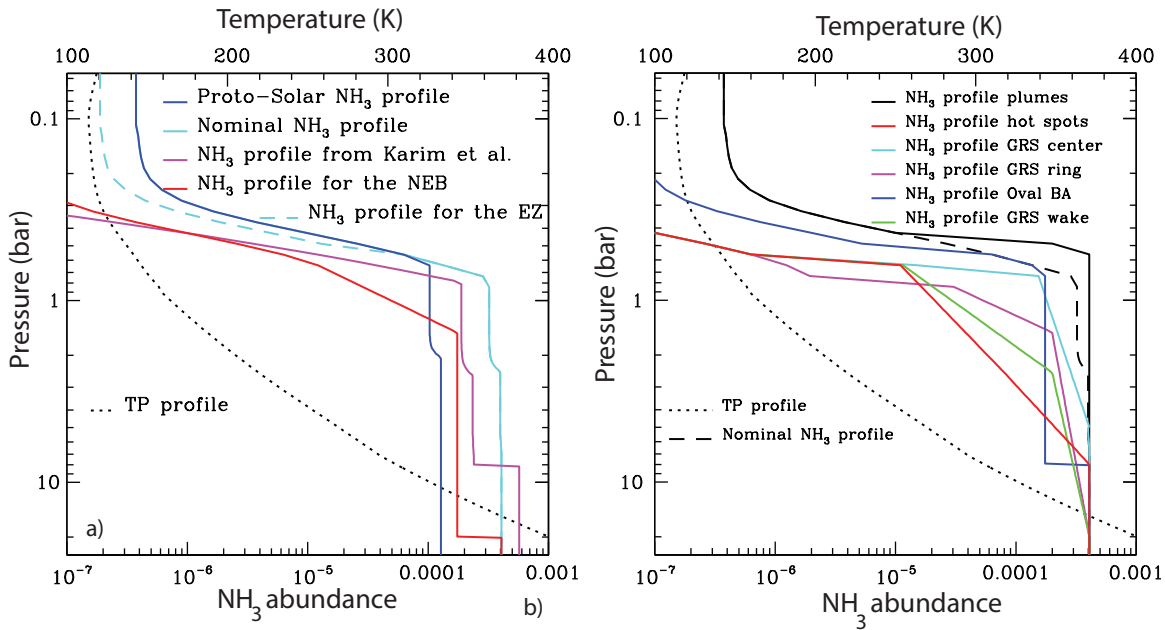 Temperature (K)
100 200 300 400
0.1
1
10
Pressure (bar)
Proto-Solar NH₃ profile
Nominal NH₃ profile
NH₃ profile from Karim et al.
NH₃ profile for the NEB
NH₃ profile for the EZ
TP profile
a)
10⁻⁷ 10⁻⁶ 10⁻⁵ 0.0001 0.001
NH₃ abundance
b)
Temperature (K)
100 200 300 400
0.1
1
10
Pressure (bar)
NH₃ profile plumes
NH₃ profile hot spots
NH₃ profile GRS center
NH₃ profile GRS ring
NH₃ profile Oval BA
NH₃ profile GRS wake
TP profile
Nominal NH₃ profile
10⁻⁷ 10⁻⁶ 10⁻⁵ 0.0001 0.001
NH₃ abundance